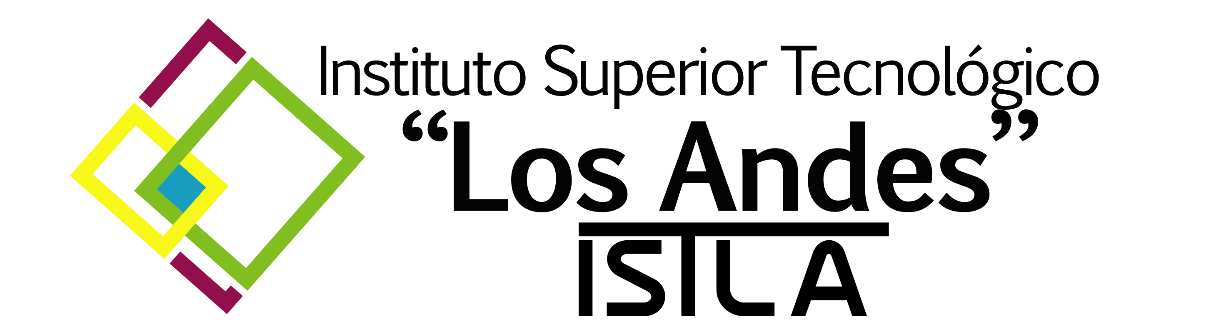 Instituto Superior Tecnológico
“Los Andes”
ISTLA